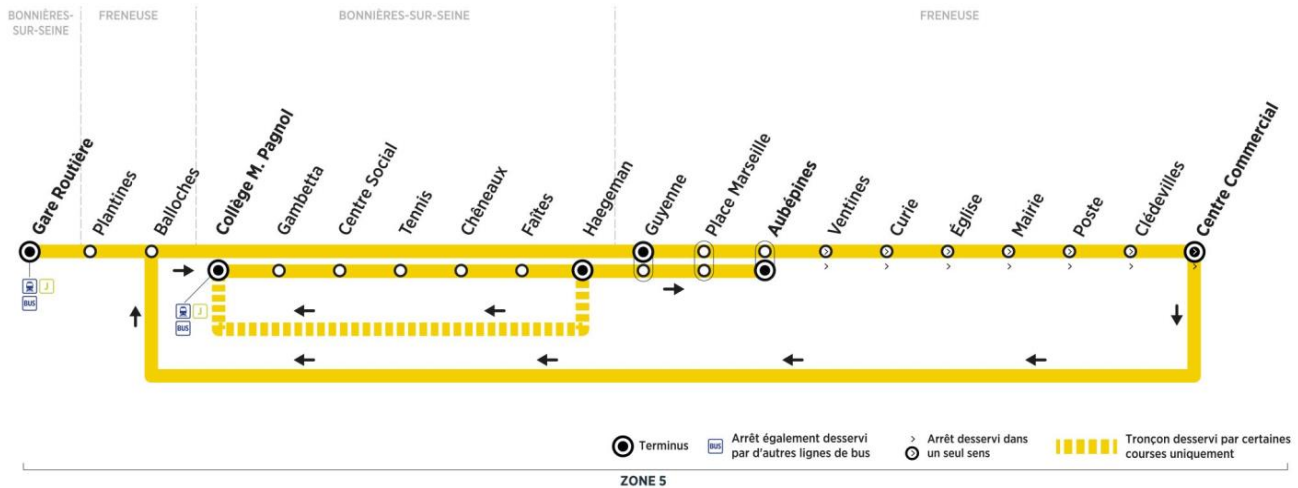 BONNIÈRES-
SUR-SEINE
FRENEUSE
BONNIÈRES-SUR-SEINE
FRENEUSE
Gare Routière
Plantines
Balloches
Collège M. Pagnol
Gambetta
Centre Social
Tennis
Chêneaux
Faîtes
Haegeman
Guyenne
Place Marseille
Aubépines
Ventines
Curie
Église
Mairie
Poste
Clédevilles
Centre Commercial
J
BUS
J
BUS
Terminus
BUS
Arrêt également desservi
par d'autres lignes de bus
Arrêt desservi dans
un seul sens
Tronçon desservi par certaines
courses uniquement
ZONE 5